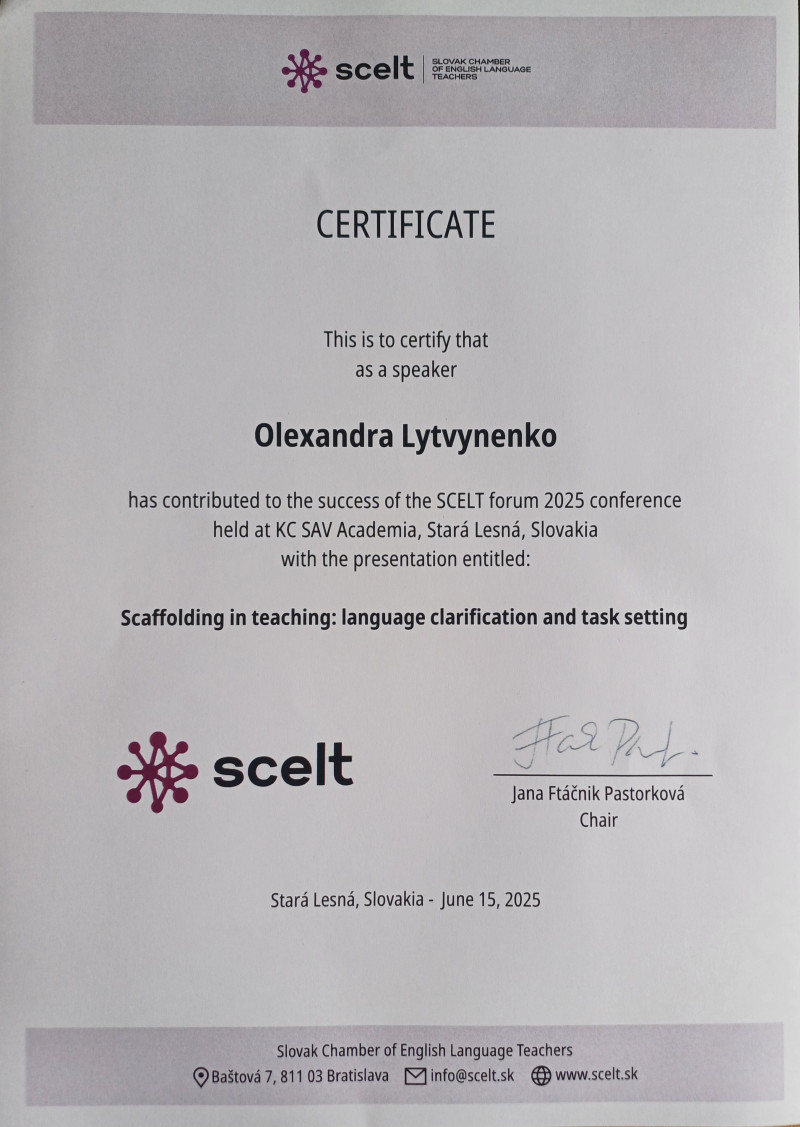 scelt
SLOVAK CHAMBER
OF ENGLISH LANGUAGE
TEACHERS
CERTIFICATE
This is to certify that
as a speaker
Olexandra Lytvynenko
has contributed to the success of the SCELT forum 2025 conference
held at KC SAV Academia, Stará Lesná, Slovakia
with the presentation entitled:
Scaffolding in teaching: language clarification and task setting
scelt
Jana Ftáčnik Pastorková
Chair
Stará Lesná, Slovakia - June 15, 2025
Slovak Chamber of English Language Teachers
Baštová 7, 811 03 Bratislava info@scelt.sk www.scelt.sk